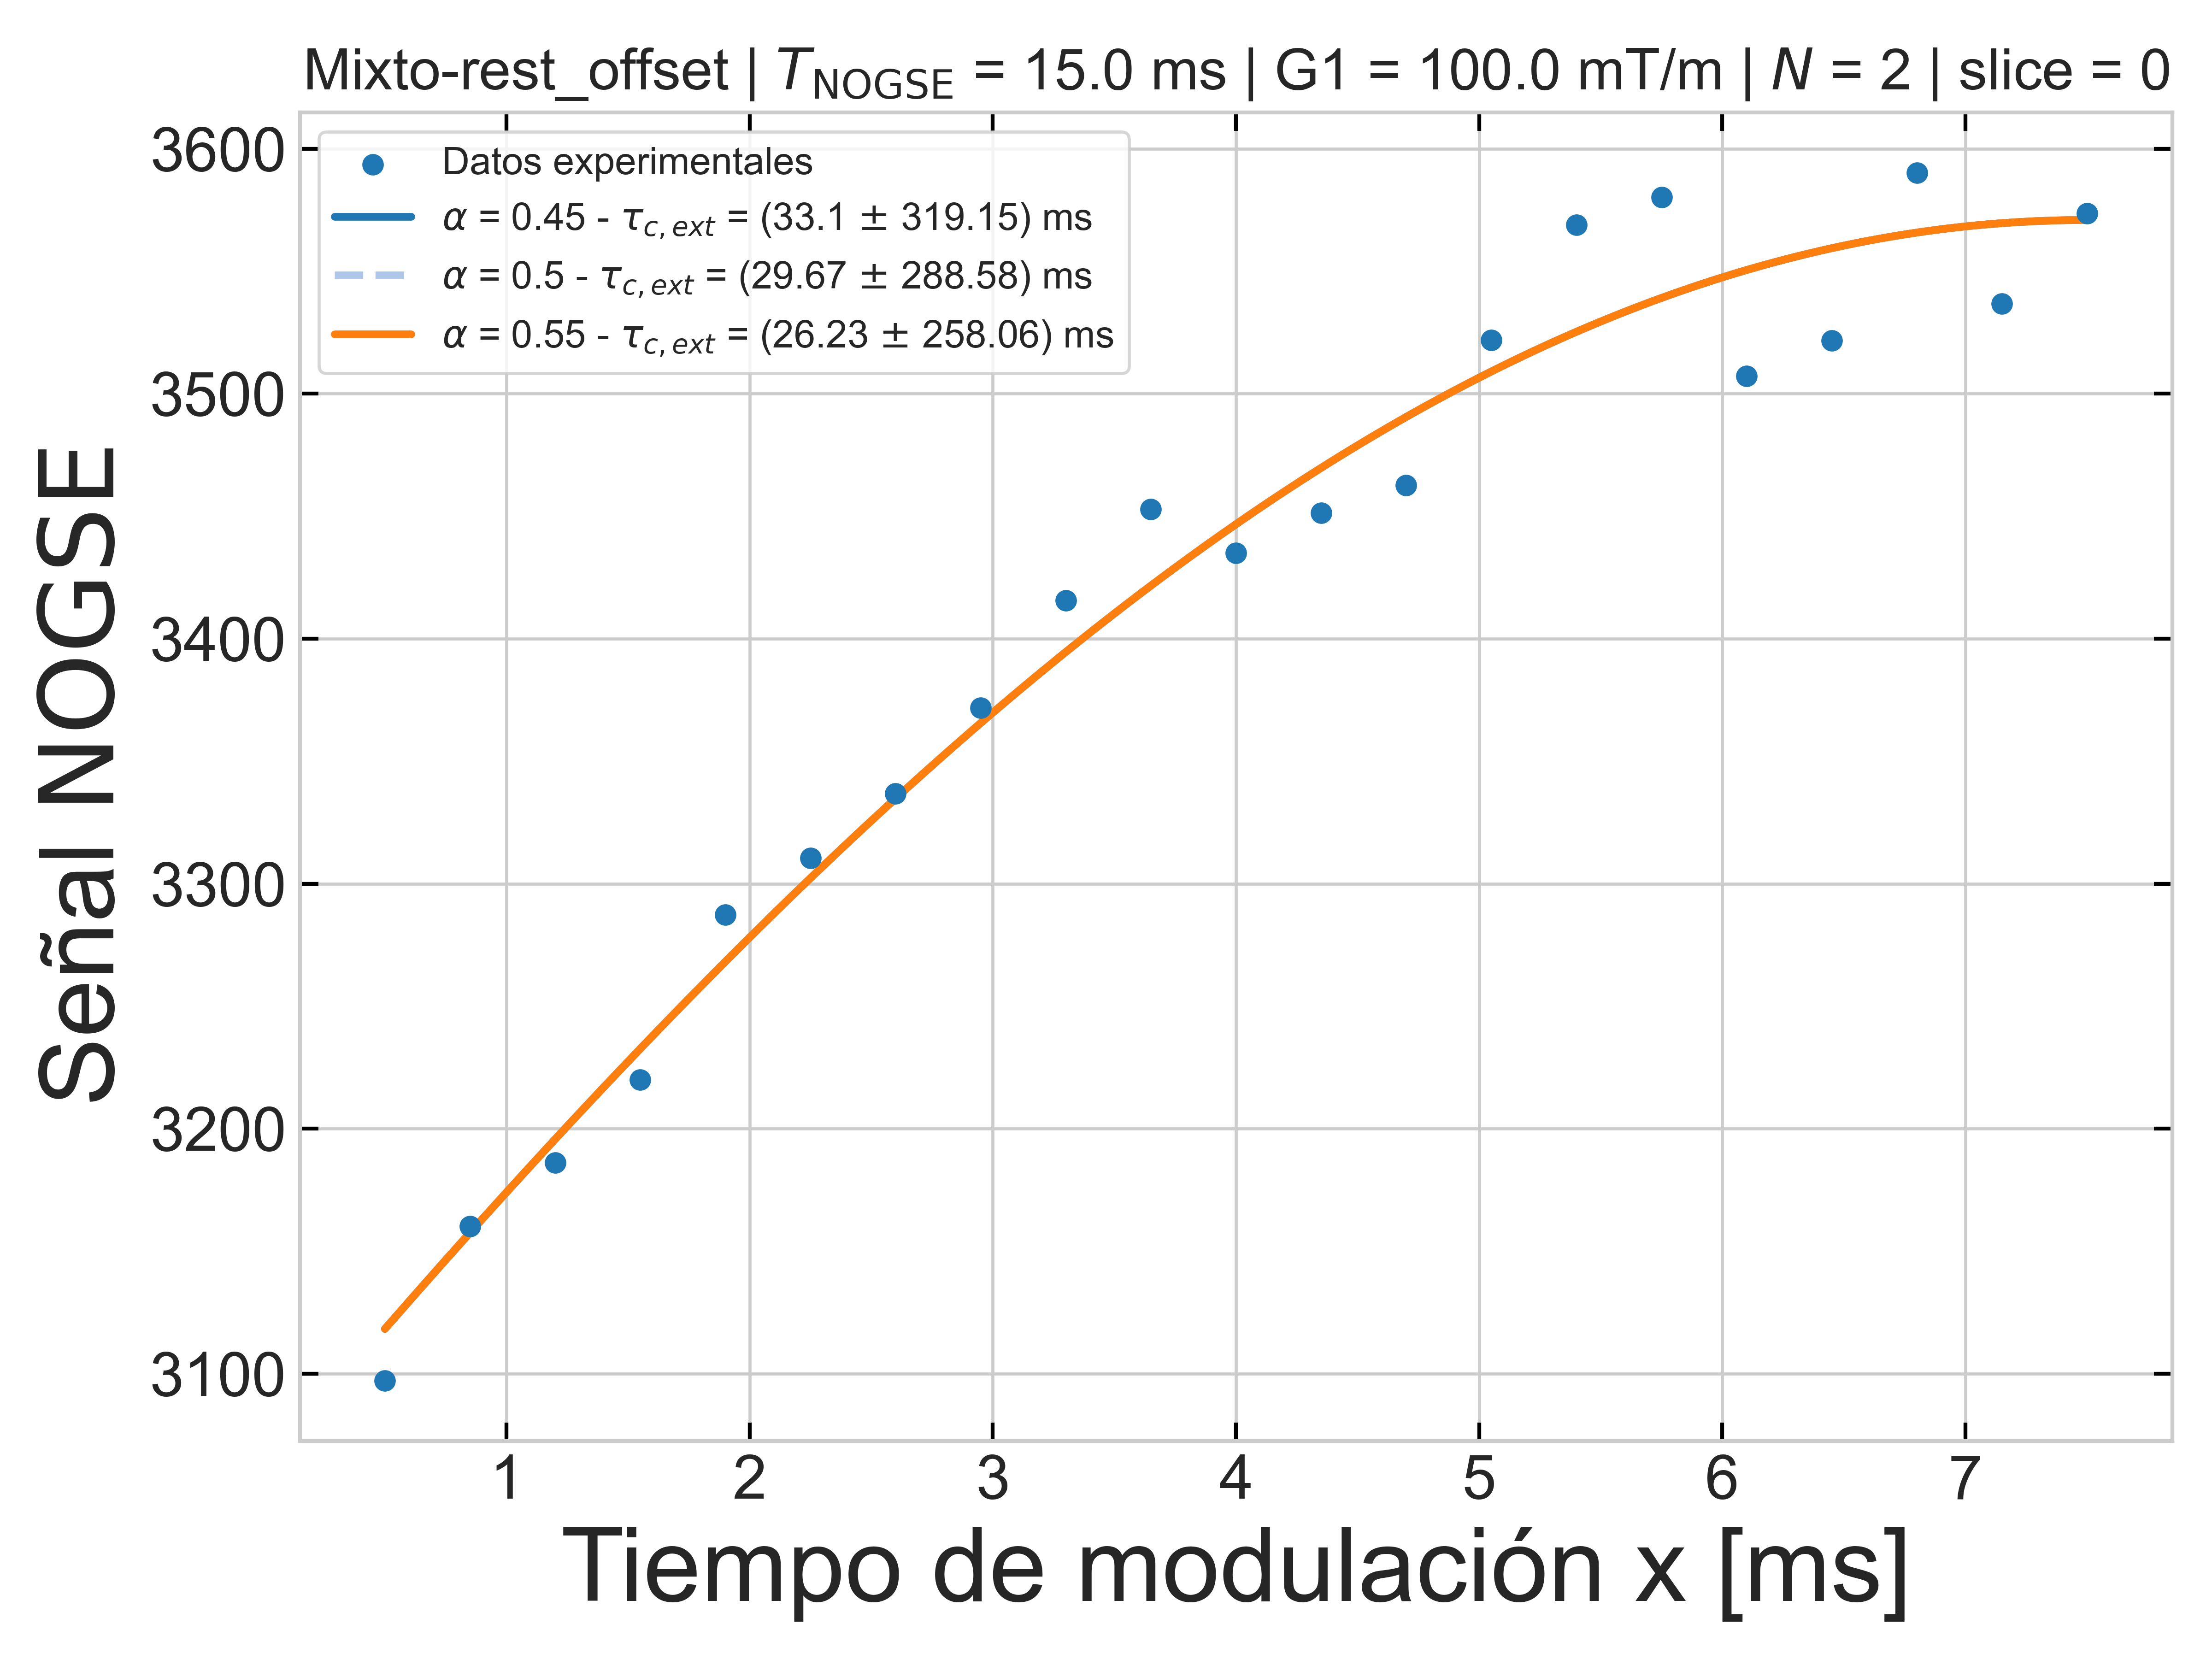 Mixto-rest_offset | T_NOGSE = 15.0 ms | G1 = 100.0 mT/m | N = 2 | slice = 0
Datos experimentales
α = 0.45 - τ_c,ext = (33.1 ± 319.15) ms
α = 0.5 - τ_c,ext = (29.67 ± 288.58) ms
α = 0.55 - τ_c,ext = (26.23 ± 258.06) ms
3600
3500
3400
3300
3200
3100
Señal NOGSE
1 2 3 4 5 6 7
Tiempo de modulación x [ms]